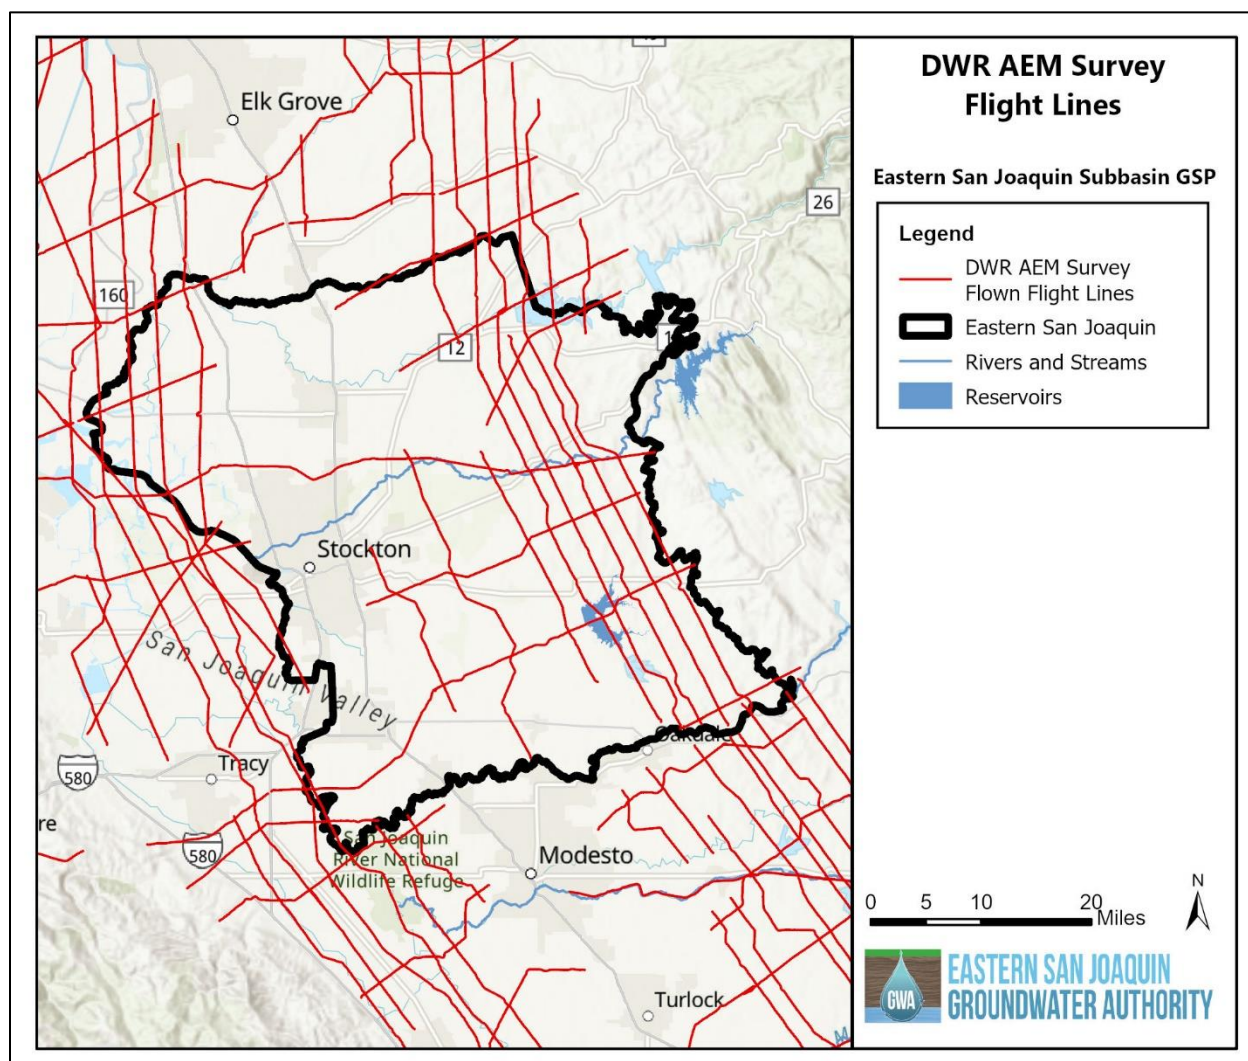 DWR AEM Survey
Flight Lines
Eastern San Joaquin Subbasin GSP
Legend
DWR AEM Survey
Flown Flight Lines
Eastern San Joaquin
Rivers and Streams
Reservoirs
Elk Grove
26
160
12
Stockton
San Joaquin Valley
Oakdale
Tracy
580
580
re
San Joaquin
River National
Wildlife Refuge
Modesto
Turlock
N
0 5 10 20
Miles
GWA
EASTERN SAN JOAQUIN
GROUNDWATER AUTHORITY